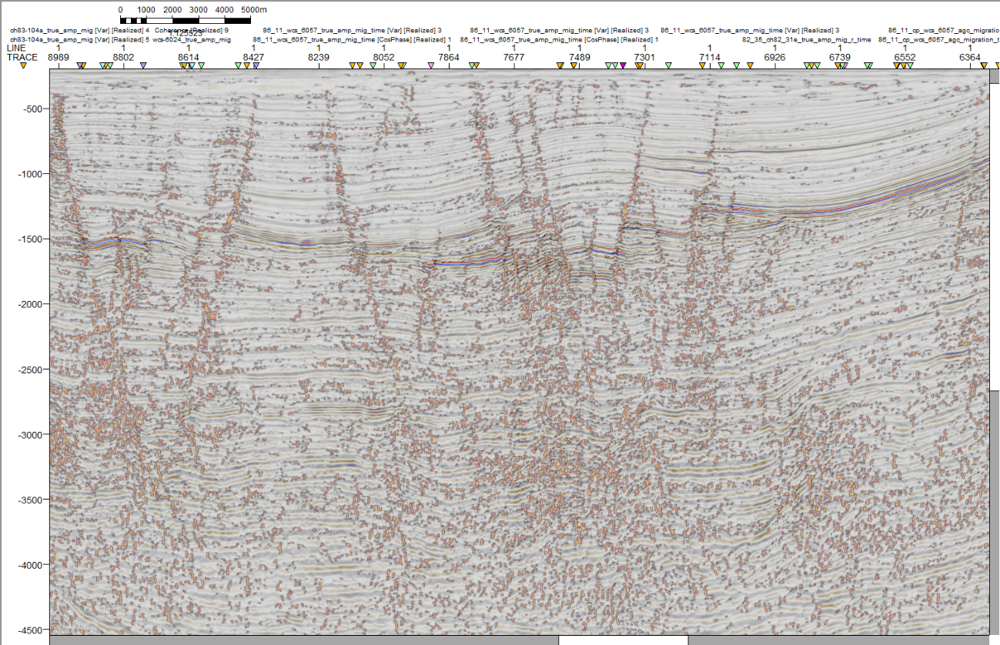 0 1000 2000 3000 4000 5000m
ch83-104a_true_amp_mig [Var] [Realized] 4 Coherence [Realized] 9 86_11_wcs_6057_true_amp_mig_time [Var] [Realized] 3 86_11_wcs_6057_true_amp_mig_time [Var] [Realized] 3 86_11_wcs_6057_true_amp_mig_time [Var] [Realized] 3 86_11_cp_wcs_6057_agc_migratio
1:125523
ch83-104a_true_amp_mig [Var] [Realized] 5 wcs-6024_true_amp_mig 86_11_wcs_6057_true_amp_mig_time [CosPhase] [Realized] 1 86_11_wcs_6057_true_amp_mig_time [CosPhase] [Realized] 1 82_35_ch82_31e_true_amp_mig_r_time 86_11_cp_wcs_6057_agc_migration_t
LINE 1 1 1 1 1 1 1 1 1 1 1 1 1 1 1
TRACE 8989 8802 8614 8427 8239 8052 7864 7677 7489 7301 7114 6926 6739 6552 6364
-500
-1000
-1500
-2000
-2500
-3000
-3500
-4000
-4500